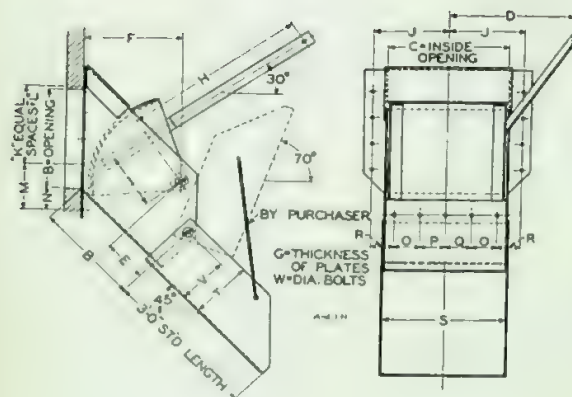 F
H
30°
"K" EQUAL
SPACES "L"
M
N
B=OPENING
70°
BY PURCHASER
B
E
45°
V
T
3'-0" STD LENGTH
D
J
J
C=INSIDE
OPENING
R
O
P
Q
O
R
G=THICKNESS
OF PLATES
W=DIA. BOLTS
S